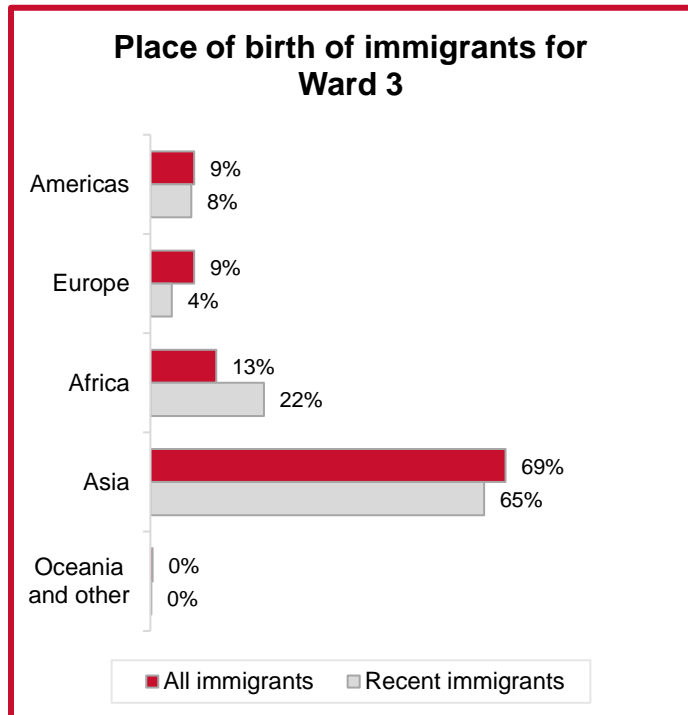 Place of birth of immigrants for
Ward 3
Americas
9%
8%
Europe
9%
4%
Africa
13%
22%
Asia
69%
65%
Oceania
and other
0%
0%
All immigrants
Recent immigrants